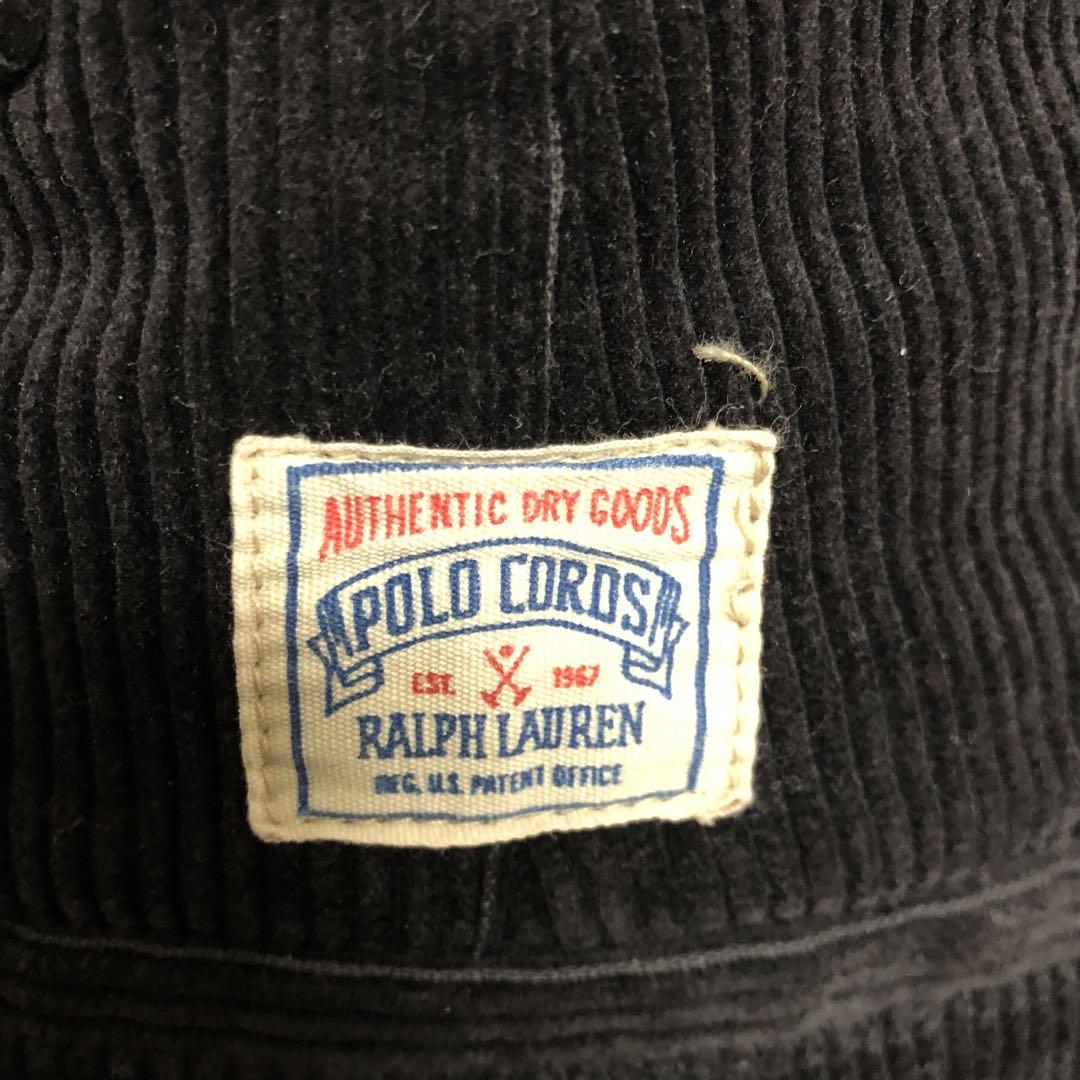 AUTHENTIC DRY GOODS
POLO CORDS
EST. 1967
RALPH LAUREN
REG. U.S. PATENT OFFICE